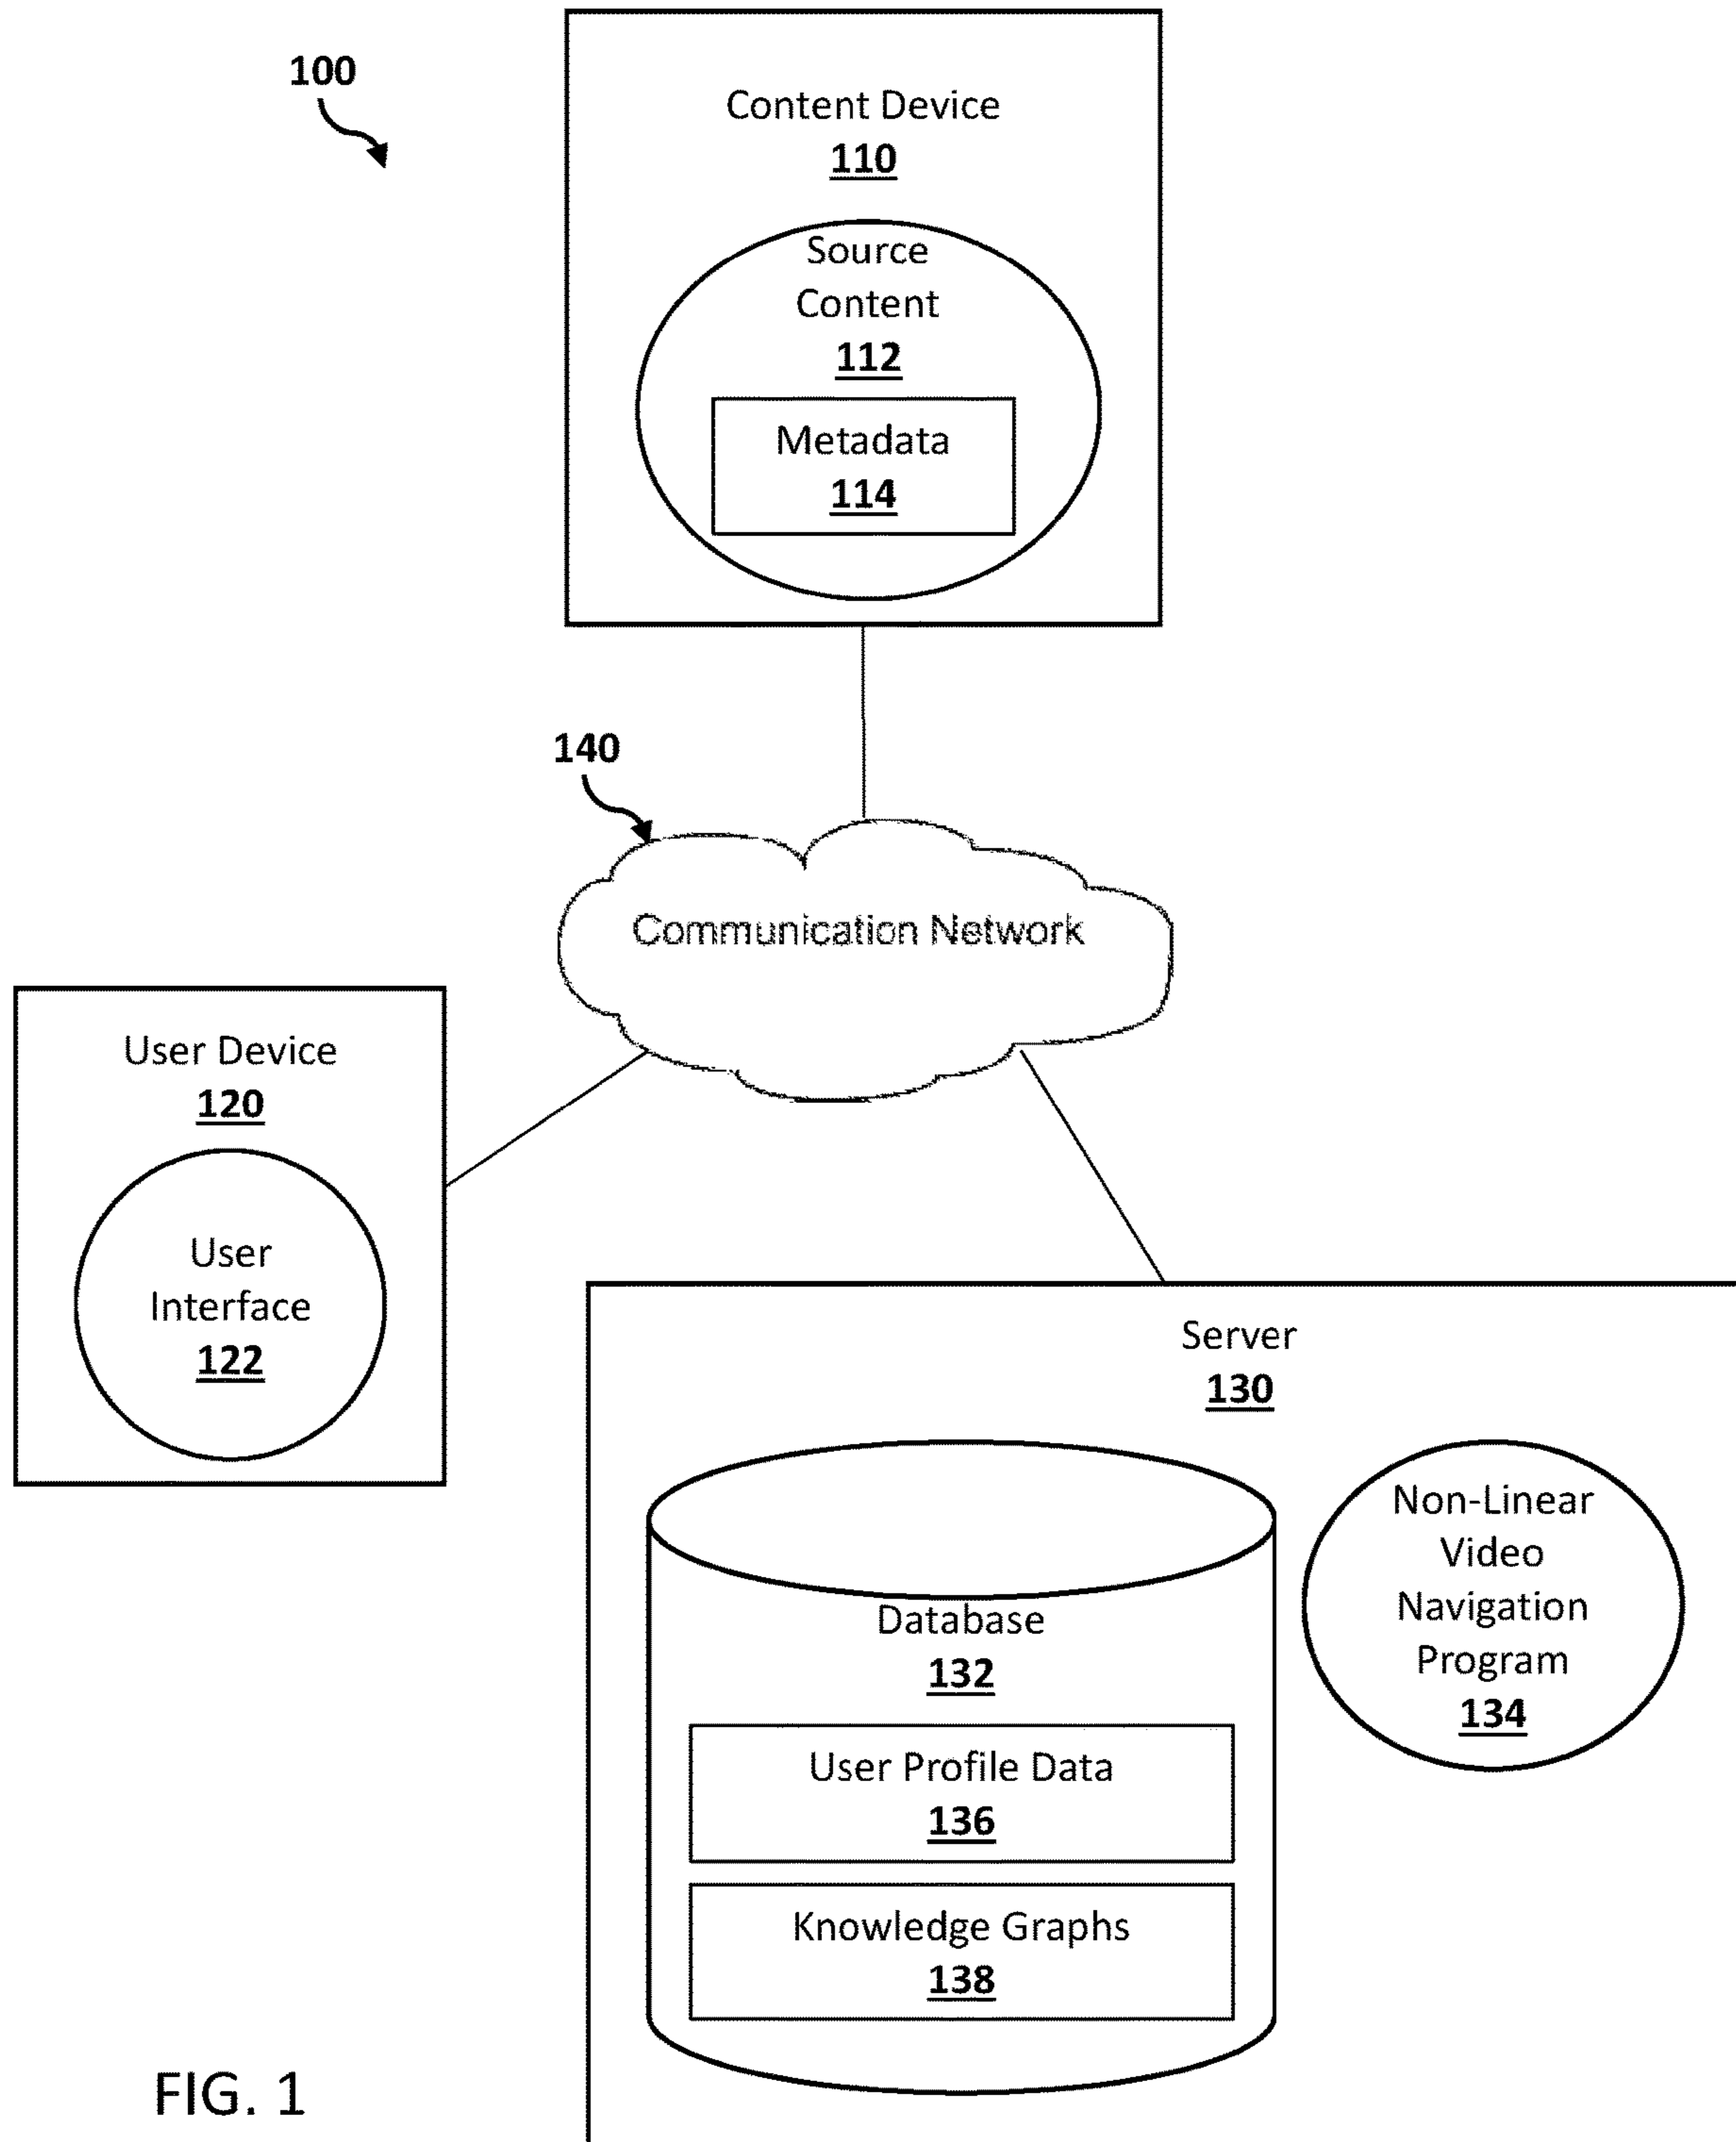 100
Content Device
110
Source
Content
112
Metadata
114
140
Communication Network
User Device
120
User
Interface
122
Server
130
Database
132
User Profile Data
136
Knowledge Graphs
138
Non-Linear
Video
Navigation
Program
134
FIG. 1